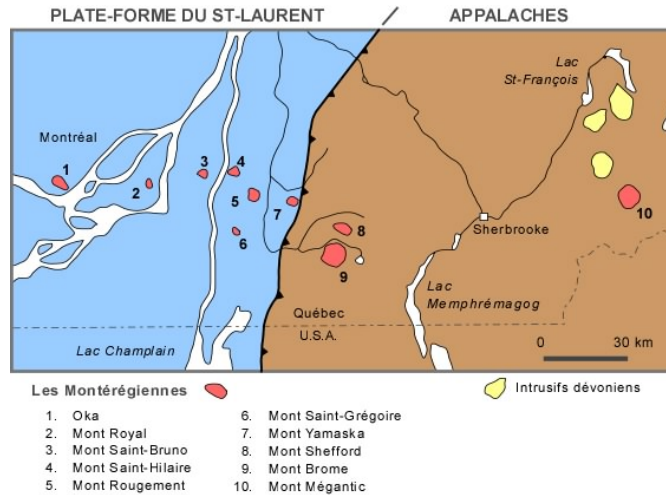 PLATE-FORME DU ST-LAURENT / APPALACHES
Lac
St-François
Montréal
1
2
3
4
5
6
7
8
9
10
Sherbrooke
Lac
Memphrémagog
Québec
U.S.A.
Lac Champlain
0 30 km
Les Montérégiennes
Intrusifs dévoniens
1. Oka
2. Mont Royal
3. Mont Saint-Bruno
4. Mont Saint-Hilaire
5. Mont Rougemont
6. Mont Saint-Grégoire
7. Mont Yamaska
8. Mont Shefford
9. Mont Brome
10. Mont Mégantic